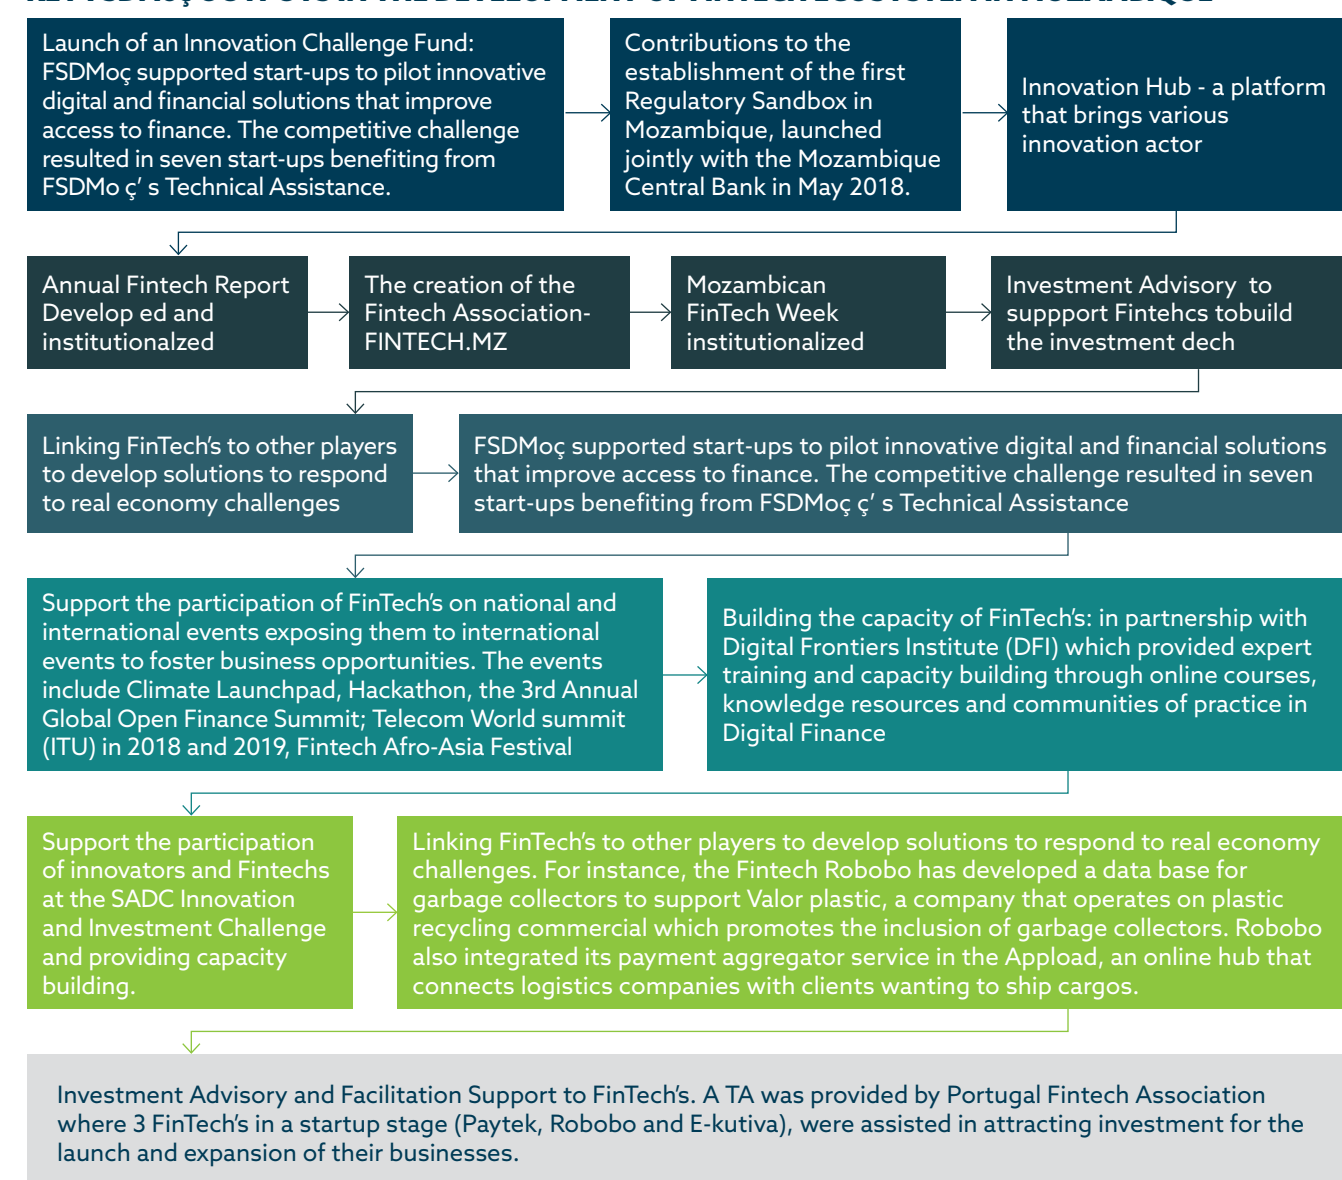 KEY FSDMoç OUTPUTS IN THE DEVELOPMENT OF FINTECH ECOSYSTEM IN MOZAMBIQUE
Launch of an Innovation Challenge Fund:
FSDMoç supported start-ups to pilot innovative
digital and financial solutions that improve
access to finance. The competitive challenge
resulted in seven start-ups benefiting from
FSDMo ç’ s Technical Assistance.
Contributions to the
establishment of the first
Regulatory Sandbox in
Mozambique, launched
jointly with the Mozambique
Central Bank in May 2018.
Innovation Hub - a platform
that brings various
innovation actor
Annual Fintech Report
Develop ed and
institutionalzed
The creation of the
Fintech Association-
FINTECH.MZ
Mozambican
FinTech Week
institutionalized
Investment Advisory  to
suppport Fintehcs tobuild
the investment dech
Linking FinTech’s to other players
to develop solutions to respond
to real economy challenges
FSDMoç supported start-ups to pilot innovative digital and financial solutions
that improve access to finance. The competitive challenge resulted in seven
start-ups benefiting from FSDMoç ç’ s Technical Assistance
Support the participation of FinTech’s on national and
international events exposing them to international
events to foster business opportunities. The events
include Climate Launchpad, Hackathon, the 3rd Annual
Global Open Finance Summit; Telecom World summit
(ITU) in 2018 and 2019, Fintech Afro-Asia Festival
Building the capacity of FinTech’s: in partnership with
Digital Frontiers Institute (DFI) which provided expert
training and capacity building through online courses,
knowledge resources and communities of practice in
Digital Finance
Support the participation
of innovators and Fintechs
at the SADC Innovation
and Investment Challenge
and providing capacity
building.
Linking FinTech’s to other players to develop solutions to respond to real economy
challenges. For instance, the Fintech Robobo has developed a data base for
garbage collectors to support Valor plastic, a company that operates on plastic
recycling commercial which promotes the inclusion of garbage collectors. Robobo
also integrated its payment aggregator service in the Appload, an online hub that
connects logistics companies with clients wanting to ship cargos.
Investment Advisory and Facilitation Support to FinTech’s. A TA was provided by Portugal Fintech Association
where 3 FinTech’s in a startup stage (Paytek, Robobo and E-kutiva), were assisted in attracting investment for the
launch and expansion of their businesses.